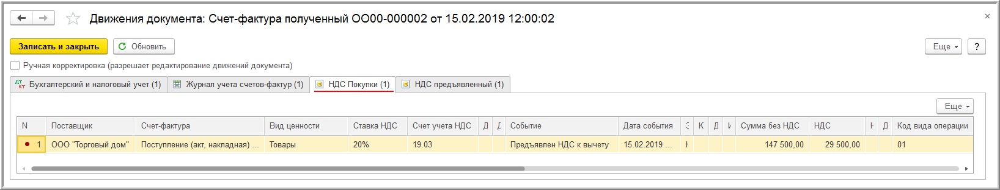 Движения документа: Счет-фактура полученный ОО00-000002 от 15.02.2019 12:00:02
Записать и закрыть Обновить Еще ?
Ручная корректировка (разрешает редактирование движений документа)
Дт Кт Бухгалтерский и налоговый учет (1) Журнал учета счетов-фактур (1) НДС Покупки (1) НДС предъявленный (1)
Еще
N Поставщик Счет-фактура Вид ценности Ставка НДС Счет учета НДС Д Д Событие Дата события З К Д И Сумма без НДС НДС Н Д Код вида операции
1 ООО "Торговый дом" Поступление (акт, накладная) ... Товары 20% 19.03 Предъявлен НДС к вычету 15.02.2019 ... Н 147 500,00 29 500,00 01